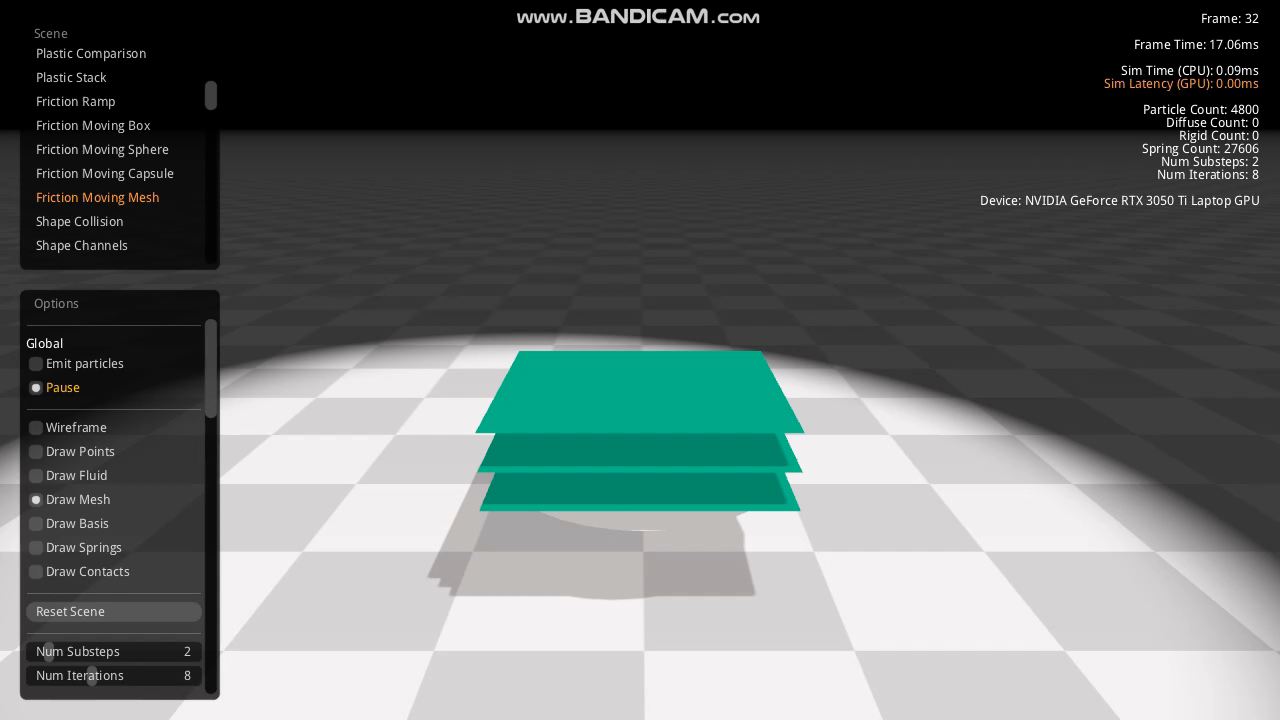 www.BANDICAM.com
Scene
Plastic Comparison
Plastic Stack
Friction Ramp
Friction Moving Box
Friction Moving Sphere
Friction Moving Capsule
Friction Moving Mesh
Shape Collision
Shape Channels
Options
Global
Emit particles
Pause
Wireframe
Draw Points
Draw Fluid
Draw Mesh
Draw Basis
Draw Springs
Draw Contacts
Reset Scene
Num Substeps 2
Num Iterations 8
Frame: 32
Frame Time: 17.06ms
Sim Time (CPU): 0.09ms
Sim Latency (GPU): 0.00ms
Particle Count: 4800
Diffuse Count: 0
Rigid Count: 0
Spring Count: 27606
Num Substeps: 2
Num Iterations: 8
Device: NVIDIA GeForce RTX 3050 Ti Laptop GPU